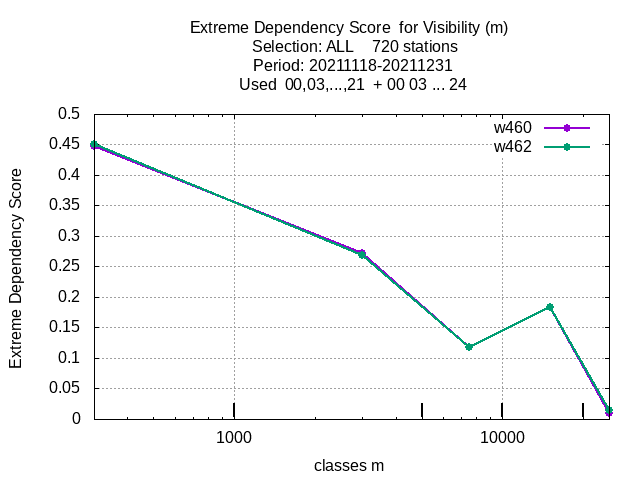 Extreme Dependency Score  for Visibility (m)
Selection: ALL    720 stations
Period: 20211118-20211231
Used  00,03,...,21  + 00 03 ... 24
w460
w462
0.5
0.45
0.4
0.35
0.3
0.25
0.2
0.15
0.1
0.05
0
Extreme Dependency Score
1000
10000
classes m